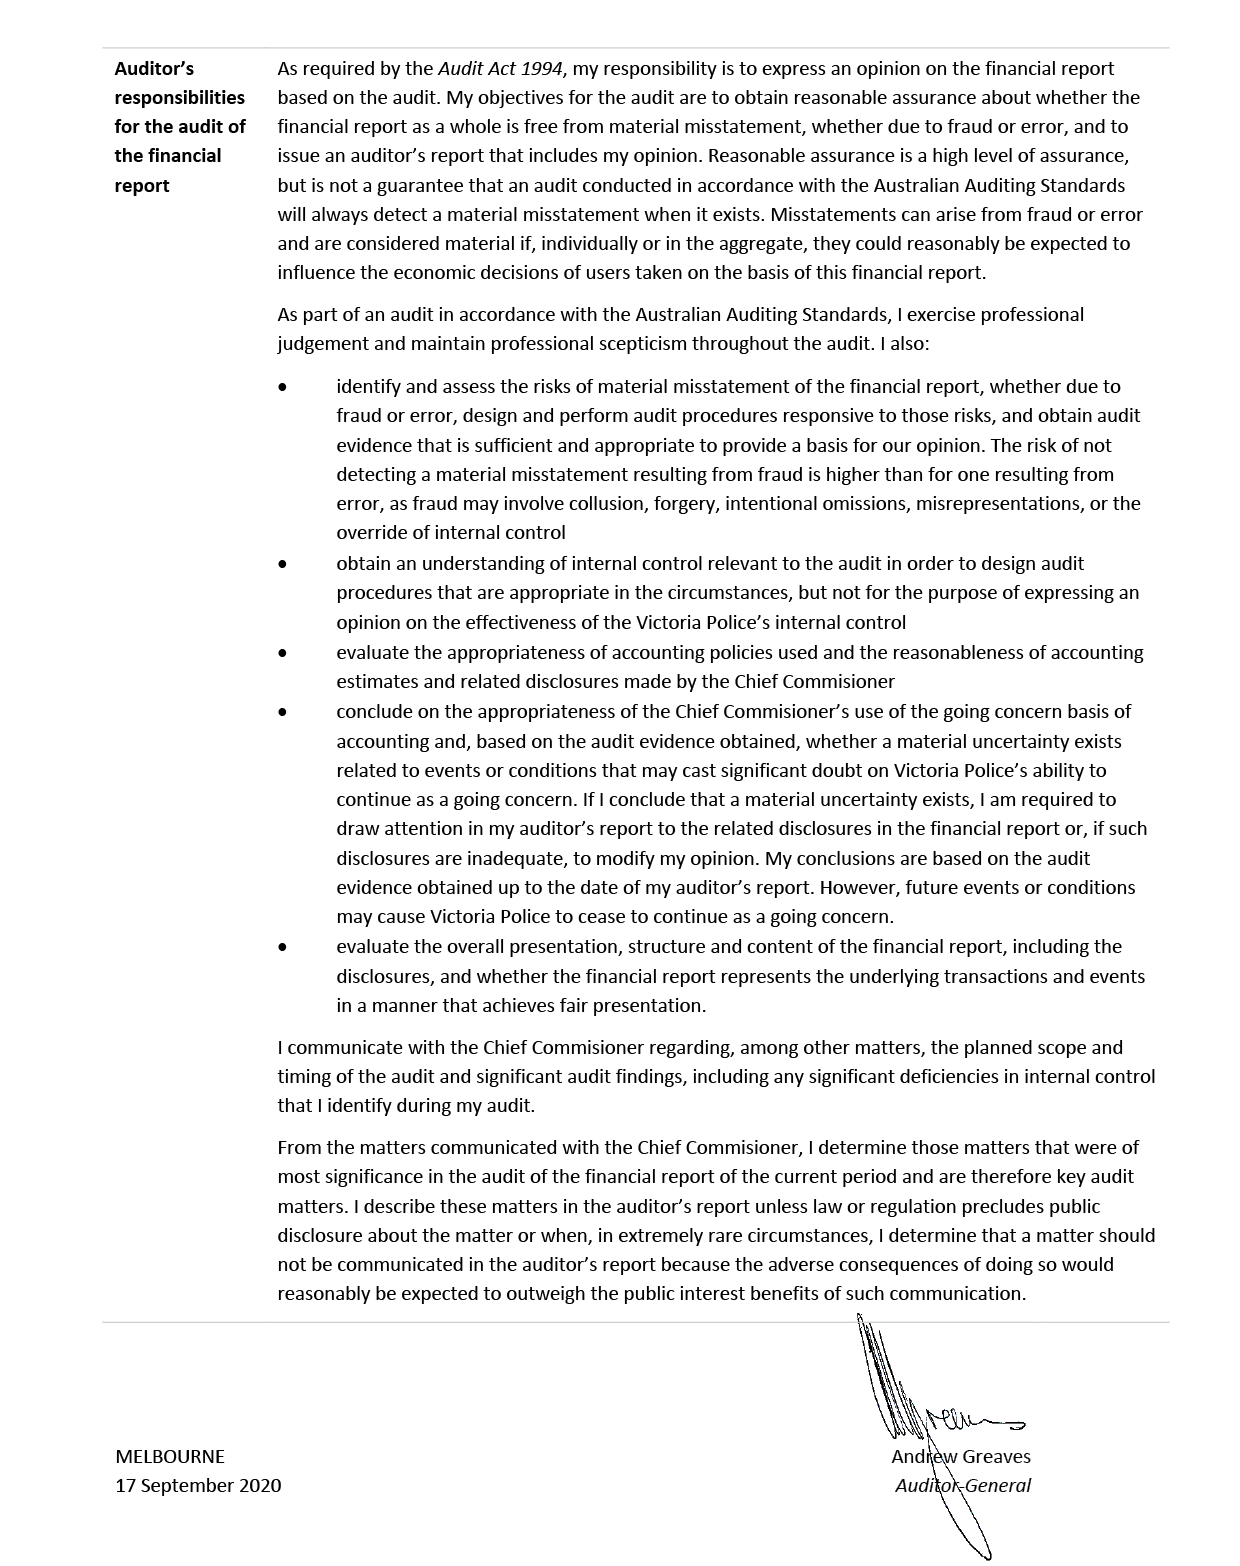 Auditor’s
responsibilities
for the audit of
the financial
report
As required by the Audit Act 1994, my responsibility is to express an opinion on the financial report
based on the audit. My objectives for the audit are to obtain reasonable assurance about whether the
financial report as a whole is free from material misstatement, whether due to fraud or error, and to
issue an auditor’s report that includes my opinion. Reasonable assurance is a high level of assurance,
but is not a guarantee that an audit conducted in accordance with the Australian Auditing Standards
will always detect a material misstatement when it exists. Misstatements can arise from fraud or error
and are considered material if, individually or in the aggregate, they could reasonably be expected to
influence the economic decisions of users taken on the basis of this financial report.
As part of an audit in accordance with the Australian Auditing Standards, I exercise professional
judgement and maintain professional scepticism throughout the audit. I also:
• identify and assess the risks of material misstatement of the financial report, whether due to
fraud or error, design and perform audit procedures responsive to those risks, and obtain audit
evidence that is sufficient and appropriate to provide a basis for our opinion. The risk of not
detecting a material misstatement resulting from fraud is higher than for one resulting from
error, as fraud may involve collusion, forgery, intentional omissions, misrepresentations, or the
override of internal control
• obtain an understanding of internal control relevant to the audit in order to design audit
procedures that are appropriate in the circumstances, but not for the purpose of expressing an
opinion on the effectiveness of the Victoria Police’s internal control
• evaluate the appropriateness of accounting policies used and the reasonableness of accounting
estimates and related disclosures made by the Chief Commisioner
• conclude on the appropriateness of the Chief Commisioner’s use of the going concern basis of
accounting and, based on the audit evidence obtained, whether a material uncertainty exists
related to events or conditions that may cast significant doubt on Victoria Police’s ability to
continue as a going concern. If I conclude that a material uncertainty exists, I am required to
draw attention in my auditor’s report to the related disclosures in the financial report or, if such
disclosures are inadequate, to modify my opinion. My conclusions are based on the audit
evidence obtained up to the date of my auditor’s report. However, future events or conditions
may cause Victoria Police to cease to continue as a going concern.
• evaluate the overall presentation, structure and content of the financial report, including the
disclosures, and whether the financial report represents the underlying transactions and events
in a manner that achieves fair presentation.
I communicate with the Chief Commisioner regarding, among other matters, the planned scope and
timing of the audit and significant audit findings, including any significant deficiencies in internal control
that I identify during my audit.
From the matters communicated with the Chief Commisioner, I determine those matters that were of
most significance in the audit of the financial report of the current period and are therefore key audit
matters. I describe these matters in the auditor’s report unless law or regulation precludes public
disclosure about the matter or when, in extremely rare circumstances, I determine that a matter should
not be communicated in the auditor’s report because the adverse consequences of doing so would
reasonably be expected to outweigh the public interest benefits of such communication.
MELBOURNE
17 September 2020
Andrew Greaves
Auditor-General